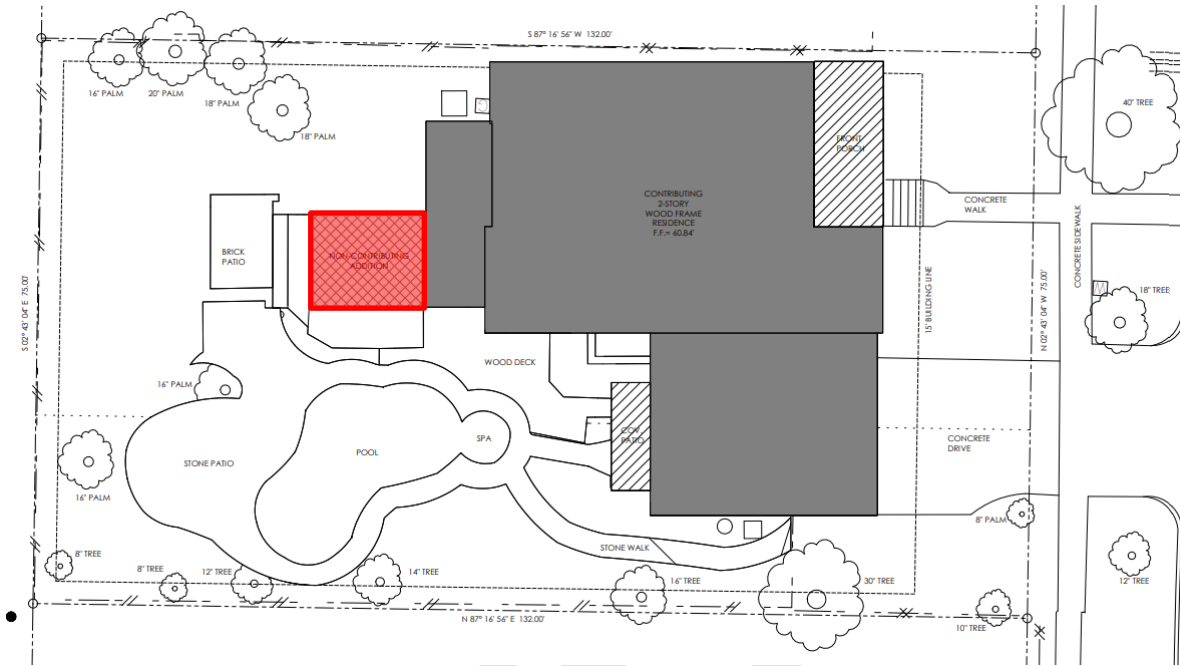 S 87° 16' 56" W 132.00'
16" PALM
20" PALM
18" PALM
18" PALM
40" TREE
FRONT
PORCH
CONTRIBUTING
2-STORY
WOOD FRAME
RESIDENCE
F.F.= 60.84'
CONCRETE
WALK
CONCRETE SIDEWALK
BRICK
PATIO
NON-CONTRIBUTING
ADDITION
S 02° 43' 04" E 75.00'
15' BUILDING LINE
N 02° 43' 04" W 75.00'
18" TREE
WOOD DECK
16" PALM
COV.
PATIO
SPA
POOL
STONE PATIO
CONCRETE
DRIVE
16" PALM
8" PALM
STONE WALK
8" TREE
8" TREE
12" TREE
14" TREE
16" TREE
30" TREE
12" TREE
10" TREE
N 87° 16' 56" E 132.00'